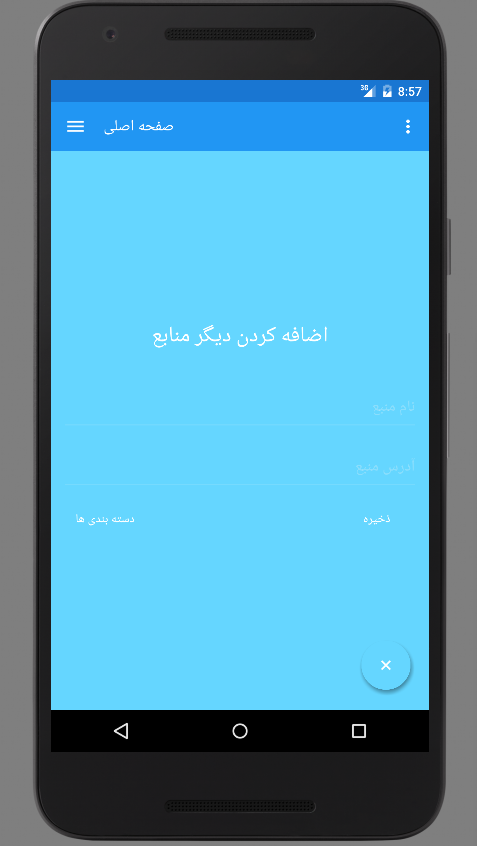 3G 8:57
صفحه اصلی
اضافه کردن دیگر منابع
نام منبع
آدرس منبع
ذخیره
دسته بندی ها